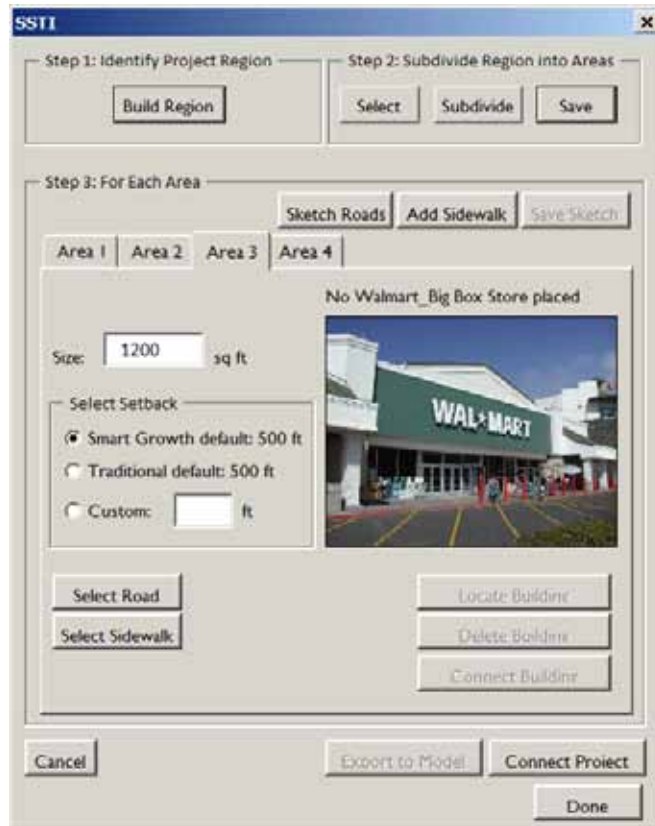 SSTI
Step 1: Identify Project Region
Step 2: Subdivide Region into Areas
Build Region
Select
Subdivide
Save
Step 3: For Each Area
Sketch Roads
Add Sidewalk
Save Sketch
Area 1
Area 2
Area 3
Area 4
No Walmart_Big Box Store placed
Size:
1200
sq ft
WAL★MART
Select Setback
Smart Growth default: 500 ft
Traditional default: 500 ft
Custom:
ft
Select Road
Locate Building
Select Sidewalk
Delete Building
Connect Building
Cancel
Export to Model
Connect Project
Done